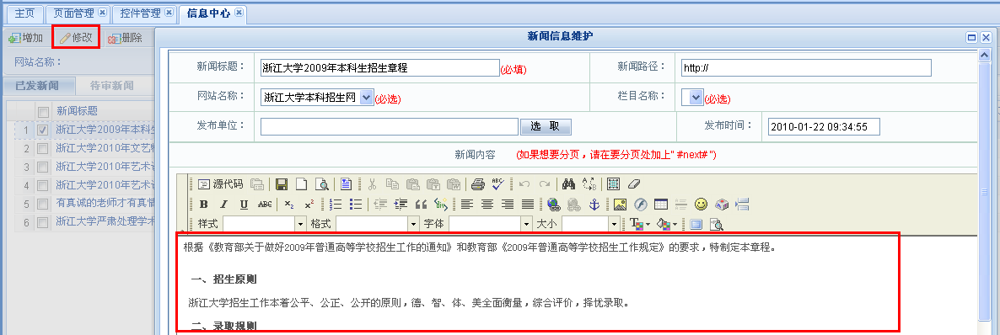 主页 页面管理 控件管理 信息中心
增加 修改 删除
新闻信息维护
网站名称：
已发新闻 待审新闻
新闻标题
1 浙江大学2009年本科生
2 浙江大学2010年文艺
3 浙江大学2010年艺术
4 浙江大学2010年艺术
5 有真诚的老师才有真情
6 浙江大学严肃处理学术
新闻标题： 浙江大学2009年本科生招生章程 (必填) 新闻路径： http://
网站名称： 浙江大学本科招生网 (必选) 栏目名称： (必选)
发布单位： 选 取 发布时间： 2010-01-22 09:34:55
新闻内容 (如果想要分页，请在要分页处加上" #next# ")
源代码
B I U ABC X₂ X²
样式 格式 字体 大小
根据《教育部关于做好2009年普通高等学校招生工作的通知》和教育部《2009年普通高等学校招生工作规定》的要求，特制定本章程。
一、招生原则
浙江大学招生工作本着公平、公正、公开的原则，德、智、体、美全面衡量，综合评价，择优录取。
二、录取规则